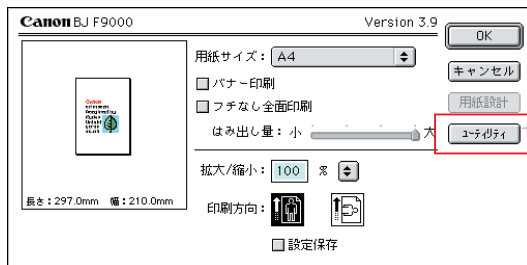 Canon BJ F9000
Version 3.9
用紙サイズ： A4
バナー印刷
フチなし全面印刷
はみ出し量： 小 大
拡大/縮小： 100 %
印刷方向：
設定保存
Canon
長さ：297.0mm 幅：210.0mm
OK
キャンセル
用紙設計
ユーティリティ